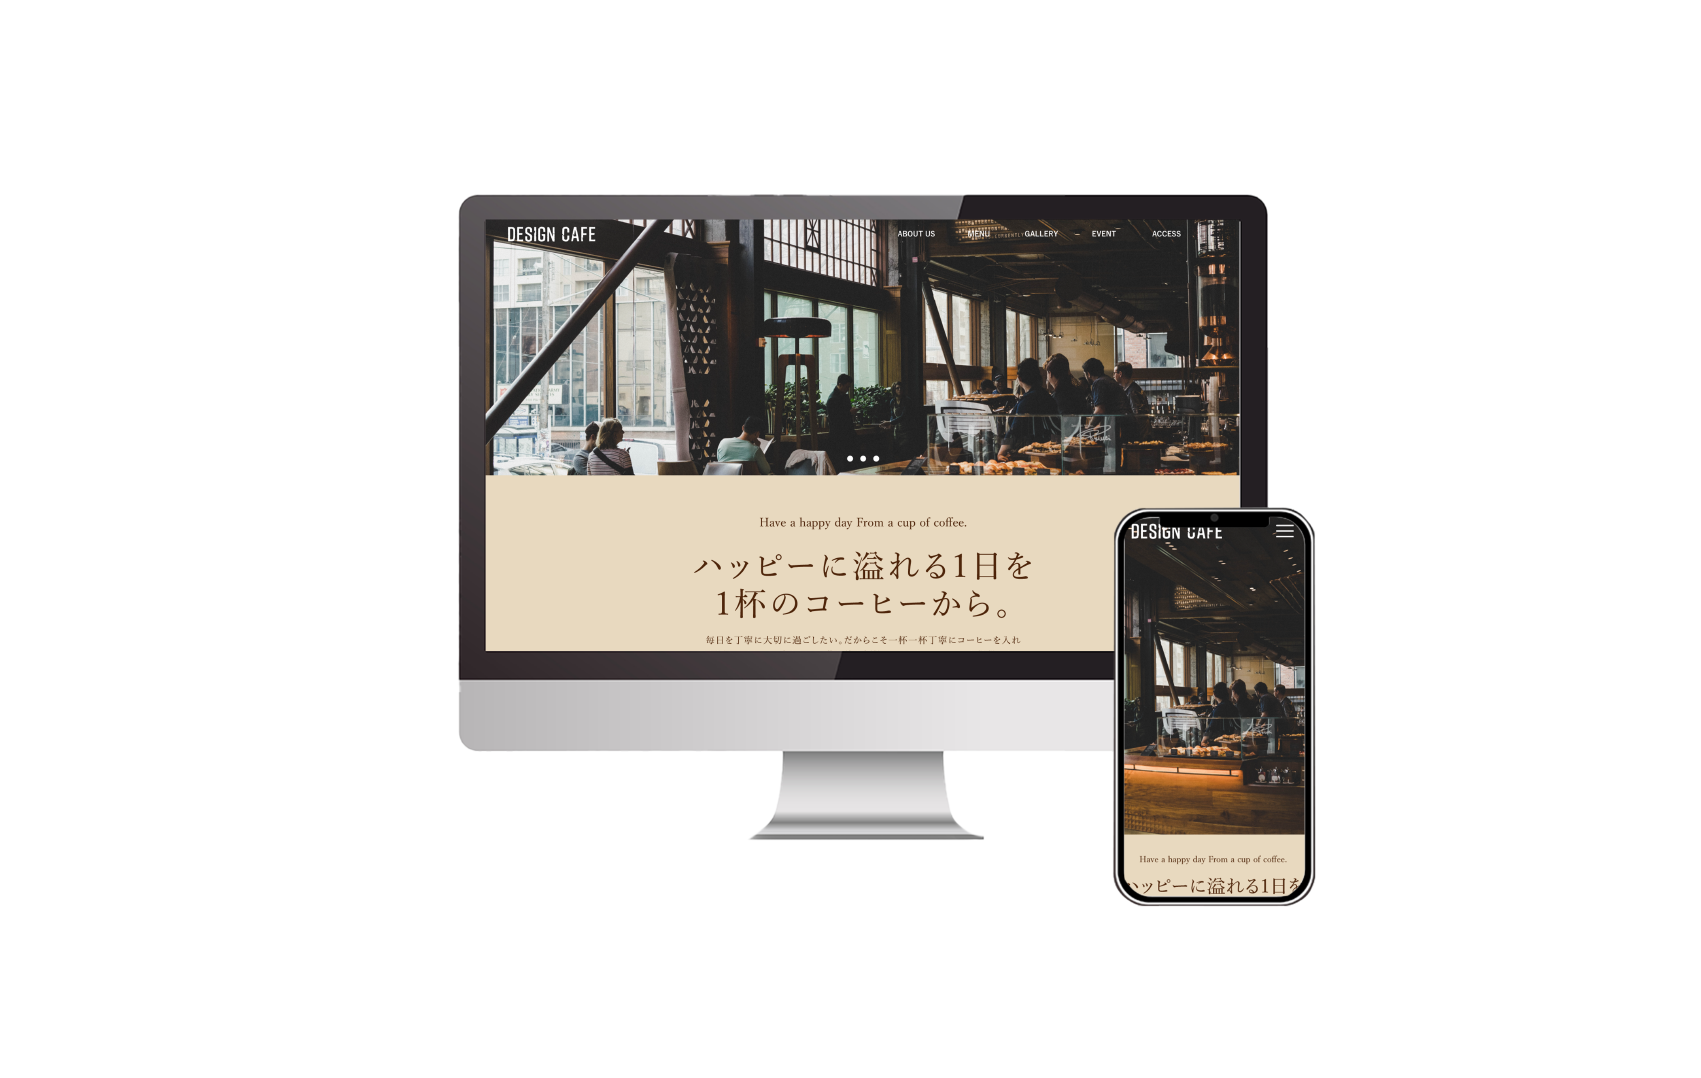 DESIGN CAFE
ABOUT US MENU GALLERY EVENT ACCESS
Have a happy day From a cup of coffee.
ハッピーに溢れる1日を
1杯のコーヒーから。
毎日を丁寧に大切に過ごしたい。だからこそ一杯一杯丁寧にコーヒーを入れ
DESIGN CAFE
Have a happy day From a cup of coffee.
ハッピーに溢れる1日を